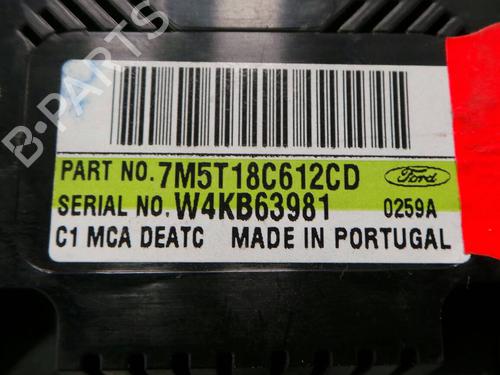 B-PARTS
PART NO. 7M5T18C612CD
Ford
SERIAL NO. W4KB63981 0259A
C1 MCA DEATC MADE IN PORTUGAL